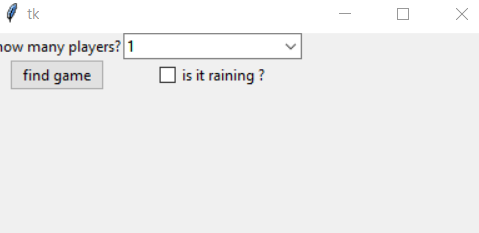 tk
how many players? 1
find game is it raining ?